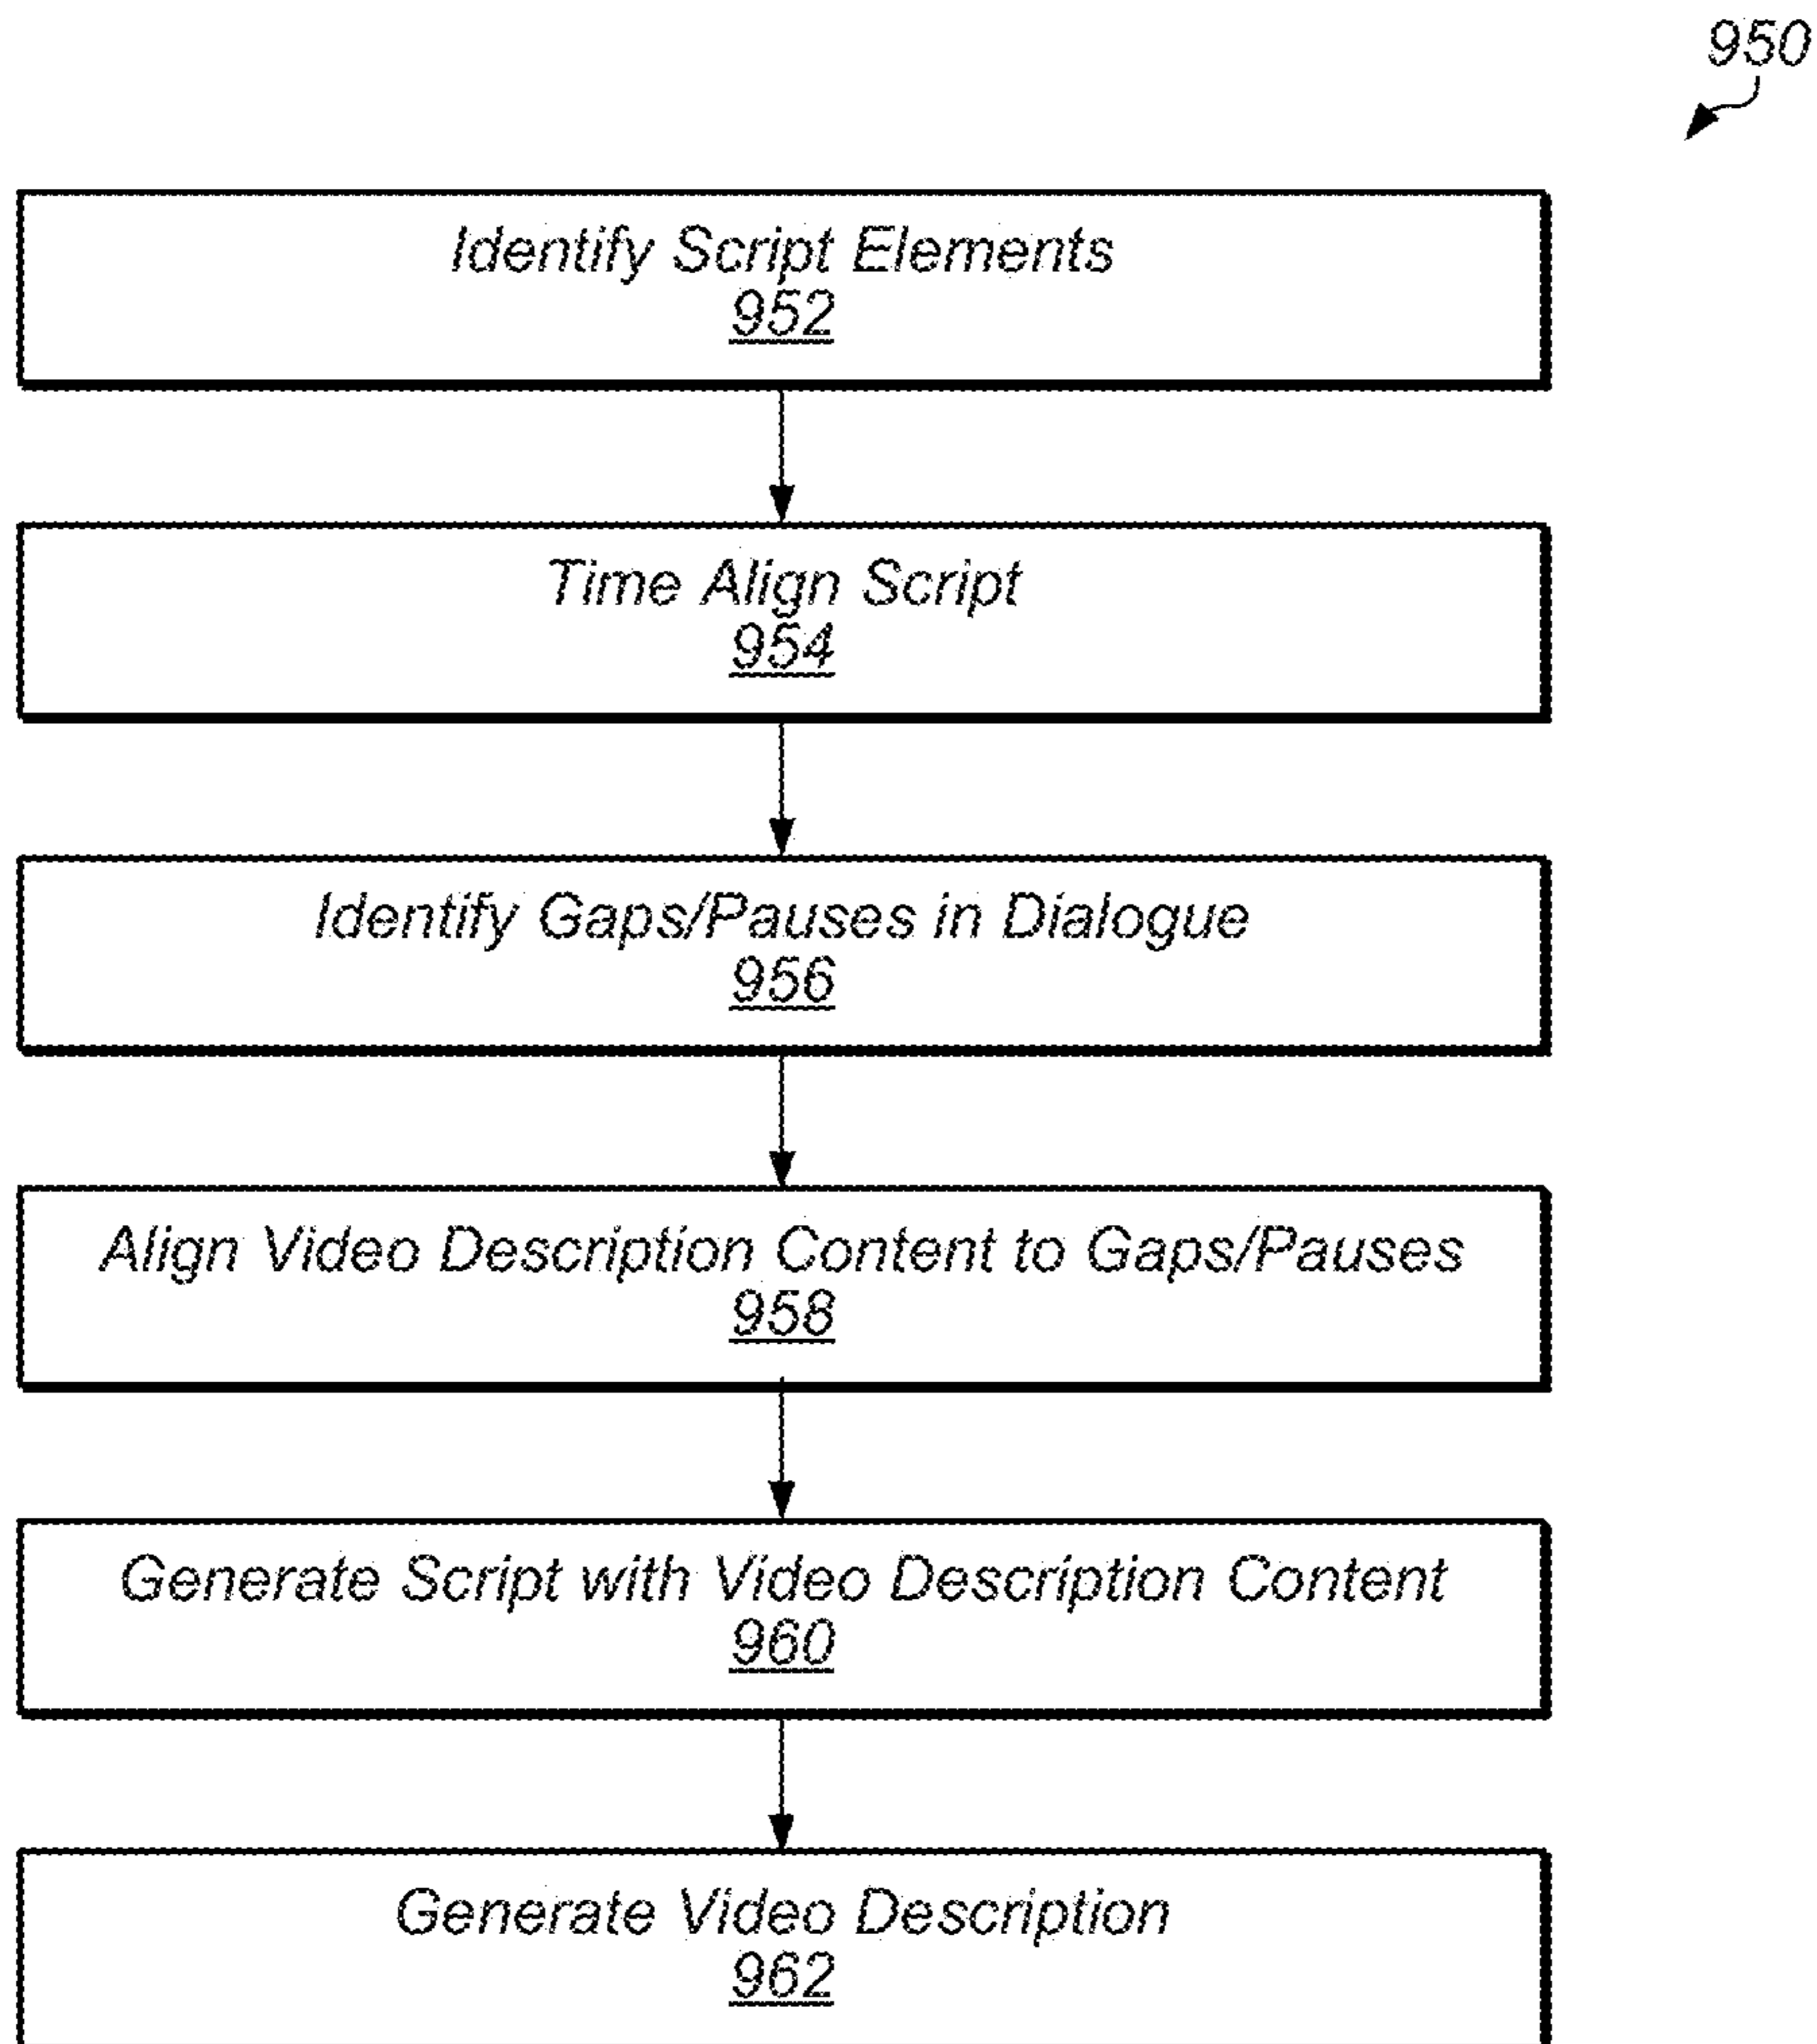 950
Identify Script Elements
952
Time Align Script
954
Identify Gaps/Pauses in Dialogue
956
Align Video Description Content to Gaps/Pauses
958
Generate Script with Video Description Content
960
Generate Video Description
962